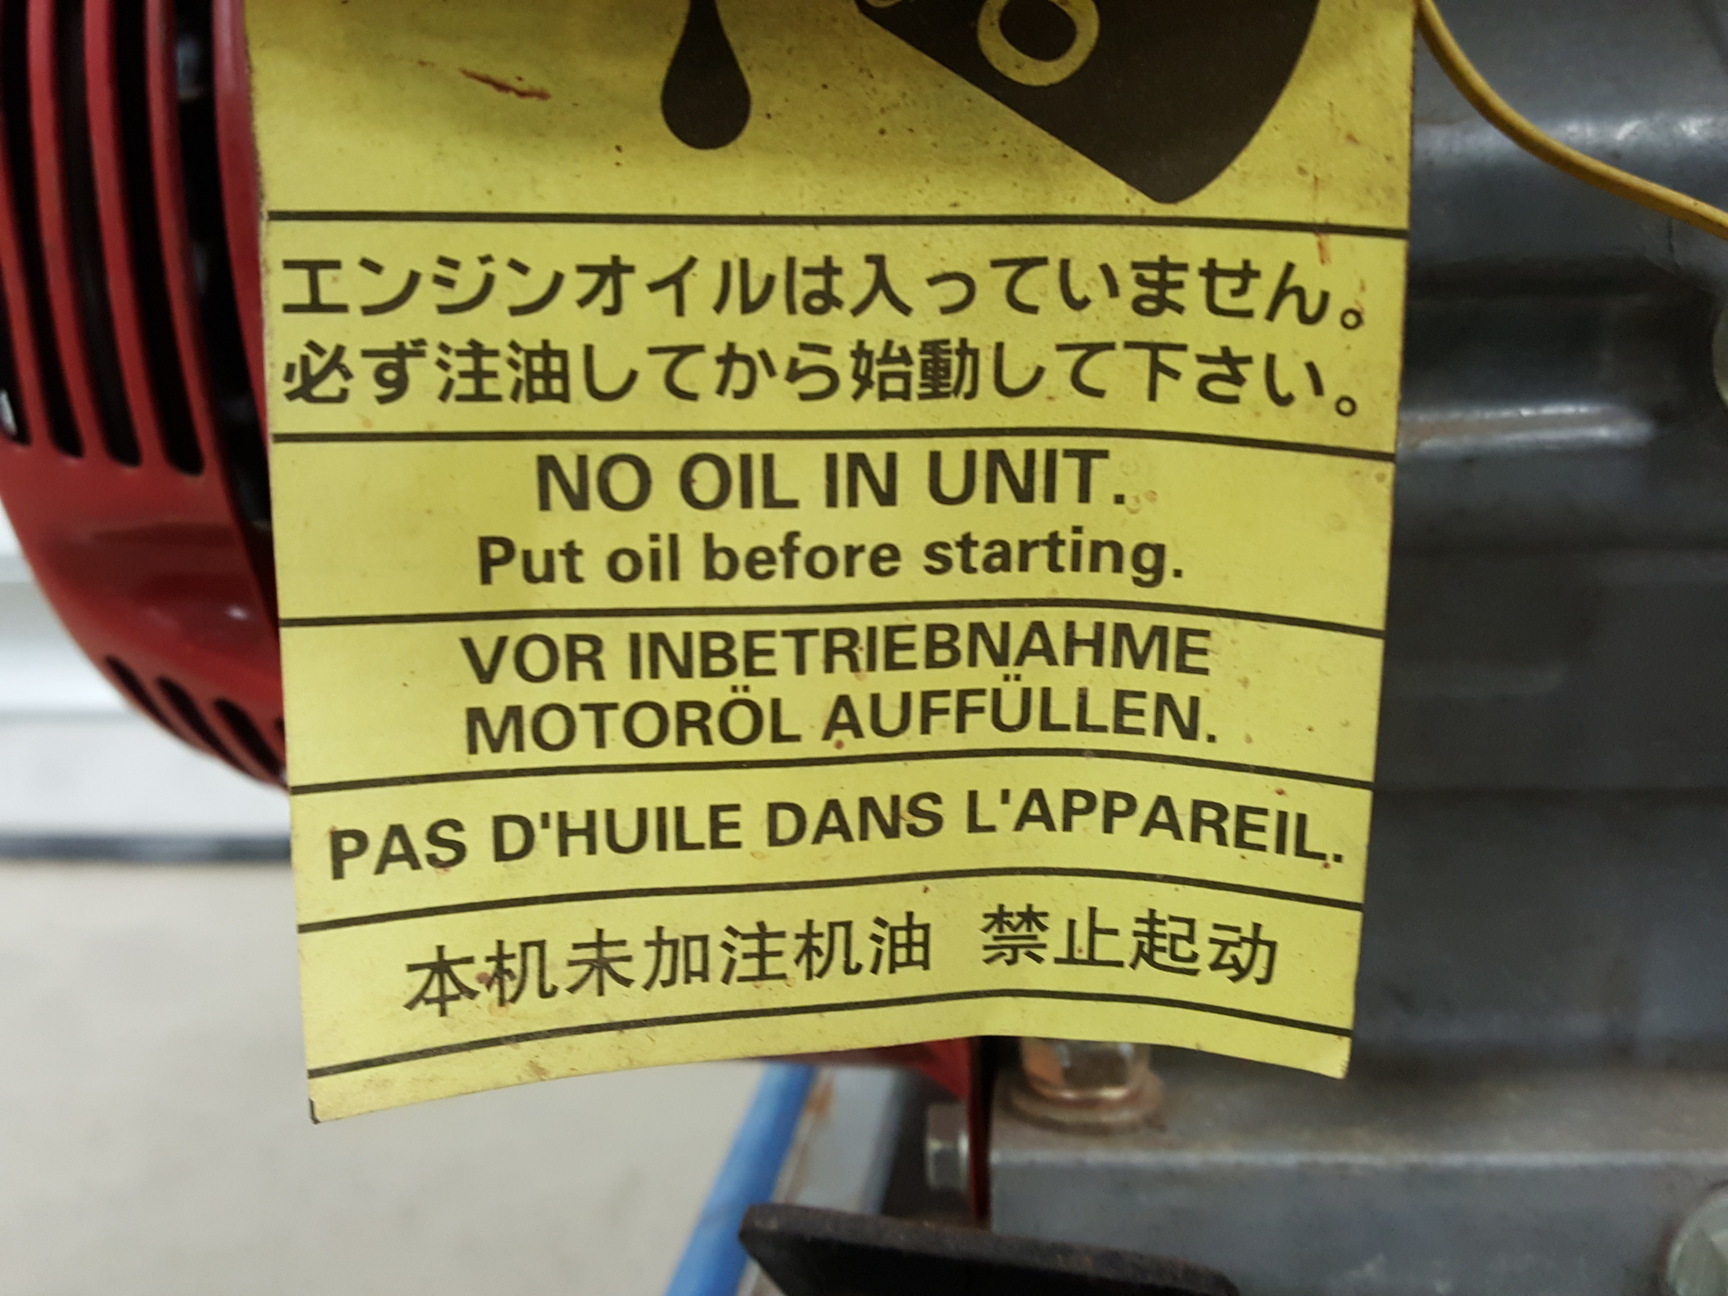 エンジンオイルは入っていません。
必ず注油してから始動して下さい。
NO OIL IN UNIT.
Put oil before starting.
VOR INBETRIEBNAHME
MOTORÖL AUFFÜLLEN.
PAS D'HUILE DANS L'APPAREIL.
本机未加注机油 禁止起动